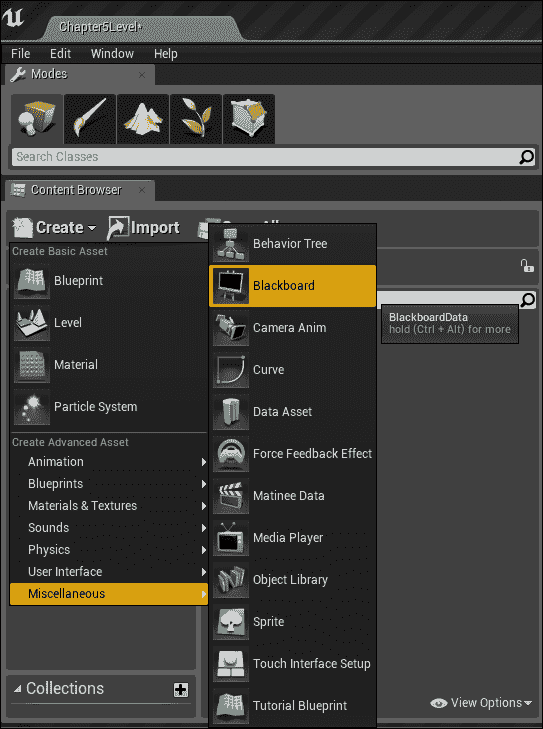 Chapter5Level*
File Edit Window Help
Modes
Search Classes
Content Browser
Create Import
Create Basic Asset
Blueprint
Level
Material
Particle System
Create Advanced Asset
Animation
Blueprints
Materials & Textures
Sounds
Physics
User Interface
Miscellaneous
Behavior Tree
Blackboard
Camera Anim
Curve
Data Asset
Force Feedback Effect
Matinee Data
Media Player
Object Library
Sprite
Touch Interface Setup
Tutorial Blueprint
BlackboardData
hold (Ctrl + Alt) for more
Collections
View Options